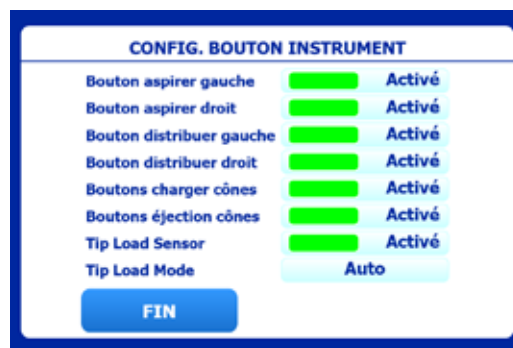 CONFIG. BOUTON INSTRUMENT
Bouton aspirer gauche Activé
Bouton aspirer droit Activé
Bouton distribuer gauche Activé
Bouton distribuer droit Activé
Boutons charger cônes Activé
Boutons éjection cônes Activé
Tip Load Sensor Activé
Tip Load Mode Auto
FIN